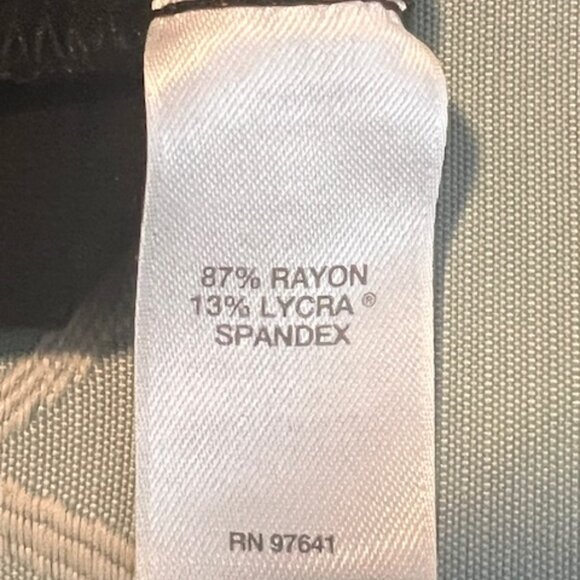 87% RAYON
13% LYCRA®
SPANDEX
RN 97641